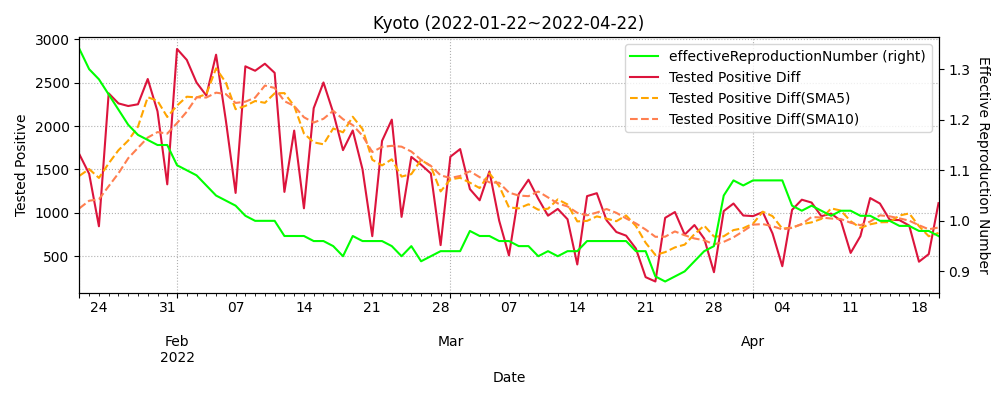 Kyoto (2022-01-22~2022-04-22)
3000
2500
2000
1500
1000
500
Tested Positive
effectiveReproductionNumber (right)
Tested Positive Diff
Tested Positive Diff(SMA5)
Tested Positive Diff(SMA10)
1.3
1.2
1.1
1.0
0.9
Effective Reproduction Number
24 31 07 14 21 28 07 14 21 28 04 11 18
Feb Mar Apr
2022
Date